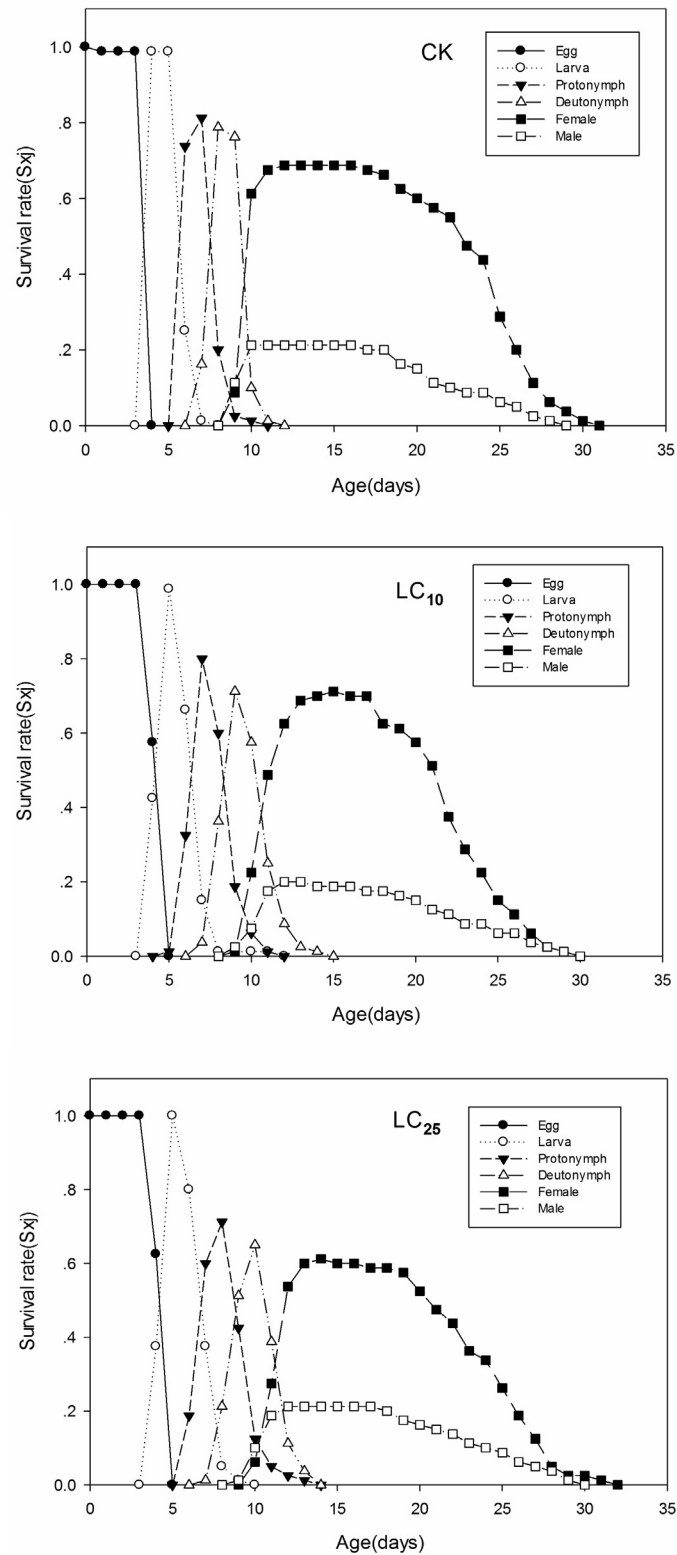 CK
Egg
Larva
Protonymph
Deutonymph
Female
Male
Survival rate(Sxj)
1.0
.8
.6
.4
.2
0.0
0 5 10 15 20 25 30 35
Age(days)
LC10
Egg
Larva
Protonymph
Deutonymph
Female
Male
Survival rate(Sxj)
1.0
.8
.6
.4
.2
0.0
0 5 10 15 20 25 30 35
Age(days)
LC25
Egg
Larva
Protonymph
Deutonymph
Female
Male
Survival rate(Sxj)
1.0
.8
.6
.4
.2
0.0
0 5 10 15 20 25 30 35
Age(days)